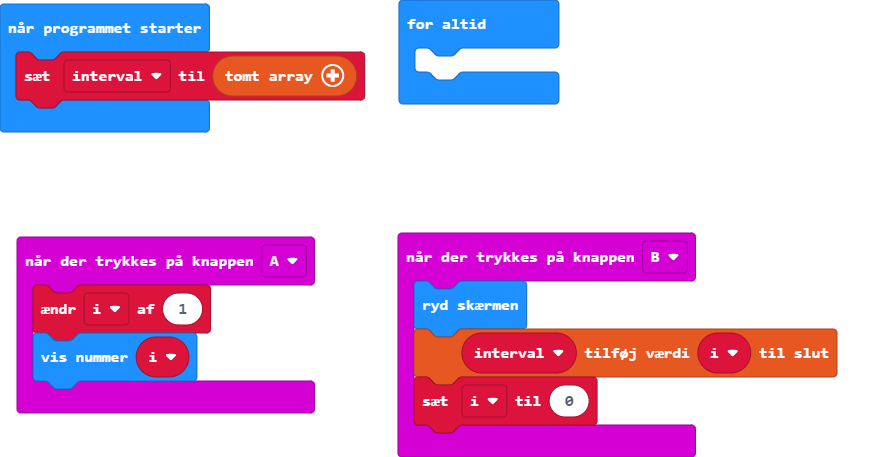 når programmet starter
sæt interval til tomt array
for altid
når der trykkes på knappen A
ændr i af 1
vis nummer i
når der trykkes på knappen B
ryd skærmen
interval tilføj værdi i til slut
sæt i til 0